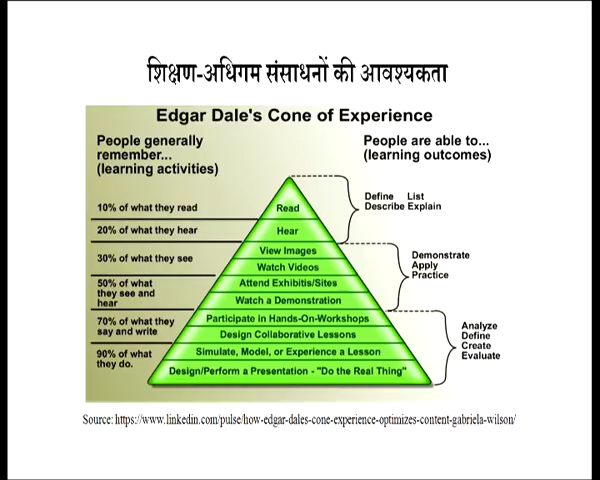 शिक्षण-अधिगम संसाधनों की आवश्यकता
Edgar Dale's Cone of Experience
People generally
remember...
(learning activities)
People are able to...
(learning outcomes)
10% of what they read
Read
Define List
Describe Explain
20% of what they hear
Hear
30% of what they see
View Images
Watch Videos
Demonstrate
Apply
Practice
50% of what
they see and
hear
Attend Exhibitis/Sites
Watch a Demonstration
70% of what they
say and write
Participate in Hands-On-Workshops
Design Collaborative Lessons
Analyze
Define
Create
Evaluate
90% of what
they do.
Simulate, Model, or Experience a Lesson
Design/Perform a Presentation - "Do the Real Thing"
Source: https://www.linkedin.com/pulse/how-edgar-dales-cone-experience-optimizes-content-gabriela-wilson/